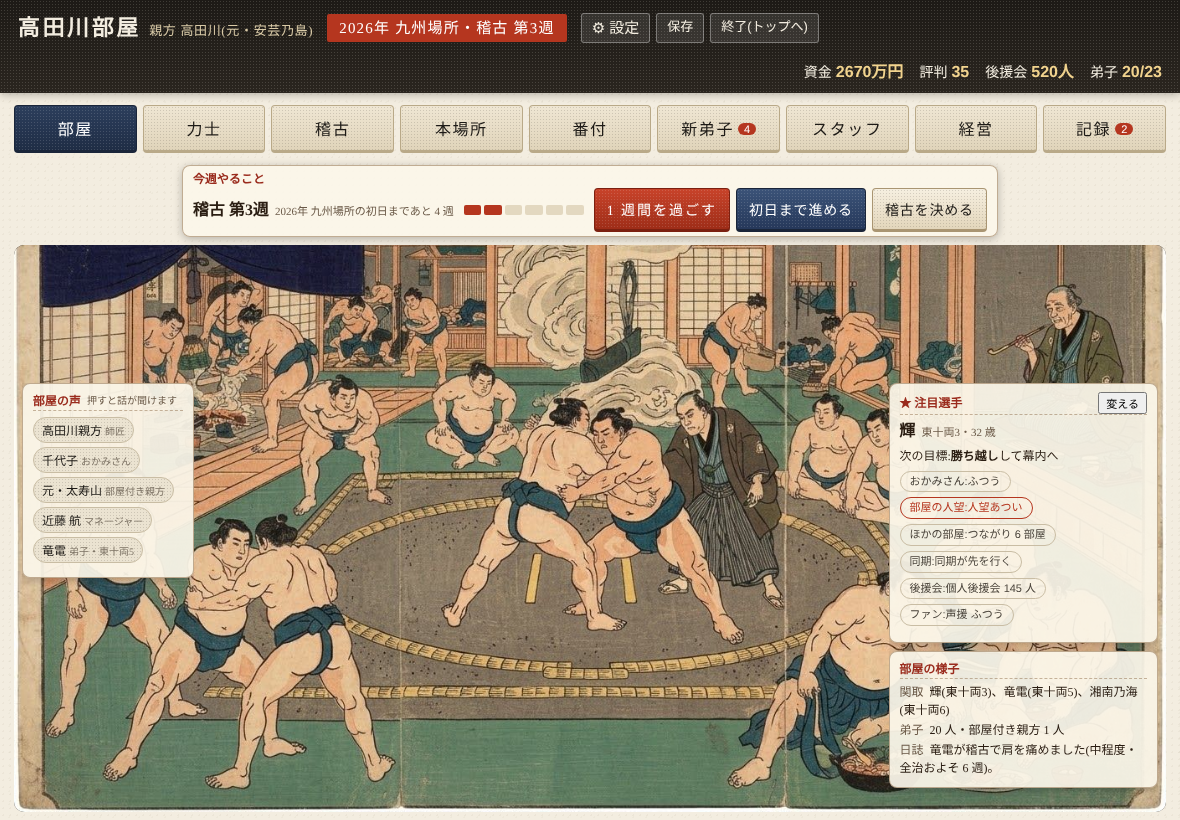 高田川部屋 親方 高田川(元・安芸乃島) 2026年 九州場所・稽古 第3週 ⚙ 設定 保存 終了(トップへ)
資金 2670万円 評判 35 後援会 520人 弟子 20/23
部屋 力士 稽古 本場所 番付 新弟子 4 スタッフ 経営 記録 2
今週やること
稽古 第3週 2026年 九州場所の初日まであと 4 週 1 週間を過ごす 初日まで進める 稽古を決める
部屋の声 押すと話が聞けます
高田川親方 師匠
千代子 おかみさん
元・太寿山 部屋付き親方
近藤 航 マネージャー
竜電 弟子・東十両5
★ 注目選手 変える
輝 東十両3・32 歳
次の目標:勝ち越しして幕内へ
おかみさん:ふつう
部屋の人望:人望あつい
ほかの部屋:つながり 6 部屋
同期:同期が先を行く
後援会:個人後援会 145 人
ファン:声援 ふつう
部屋の様子
関取 輝(東十両3)、竜電(東十両5)、湘南乃海
(東十両6)
弟子 20 人・部屋付き親方 1 人
日誌 竜電が稽古で肩を痛めました(中程度・
全治およそ 6 週)。